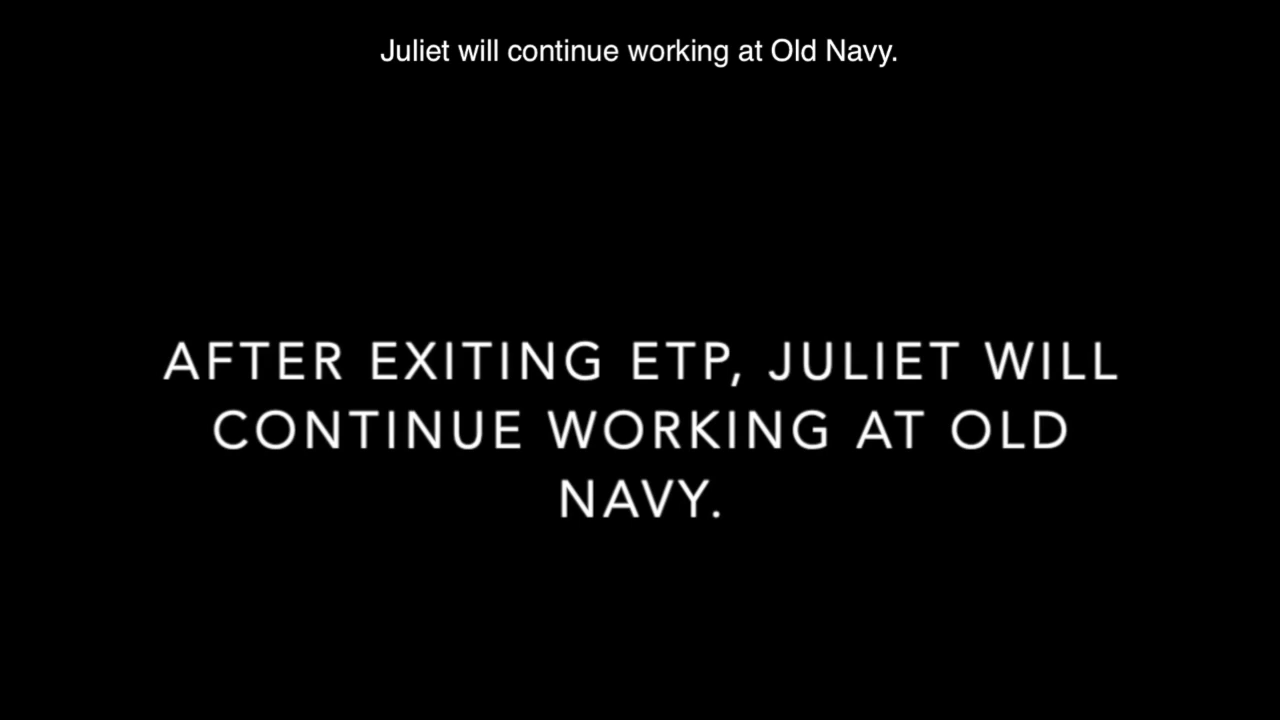 Juliet will continue working at Old Navy.
AFTER EXITING ETP, JULIET WILL
CONTINUE WORKING AT OLD
NAVY.